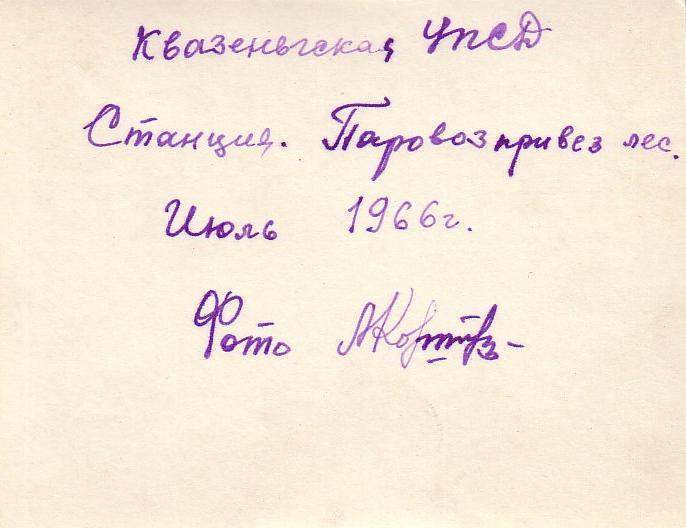 Квазеньгская УЖД
Станция. Паровоз привез лес.
Июль 1966г.
Фото